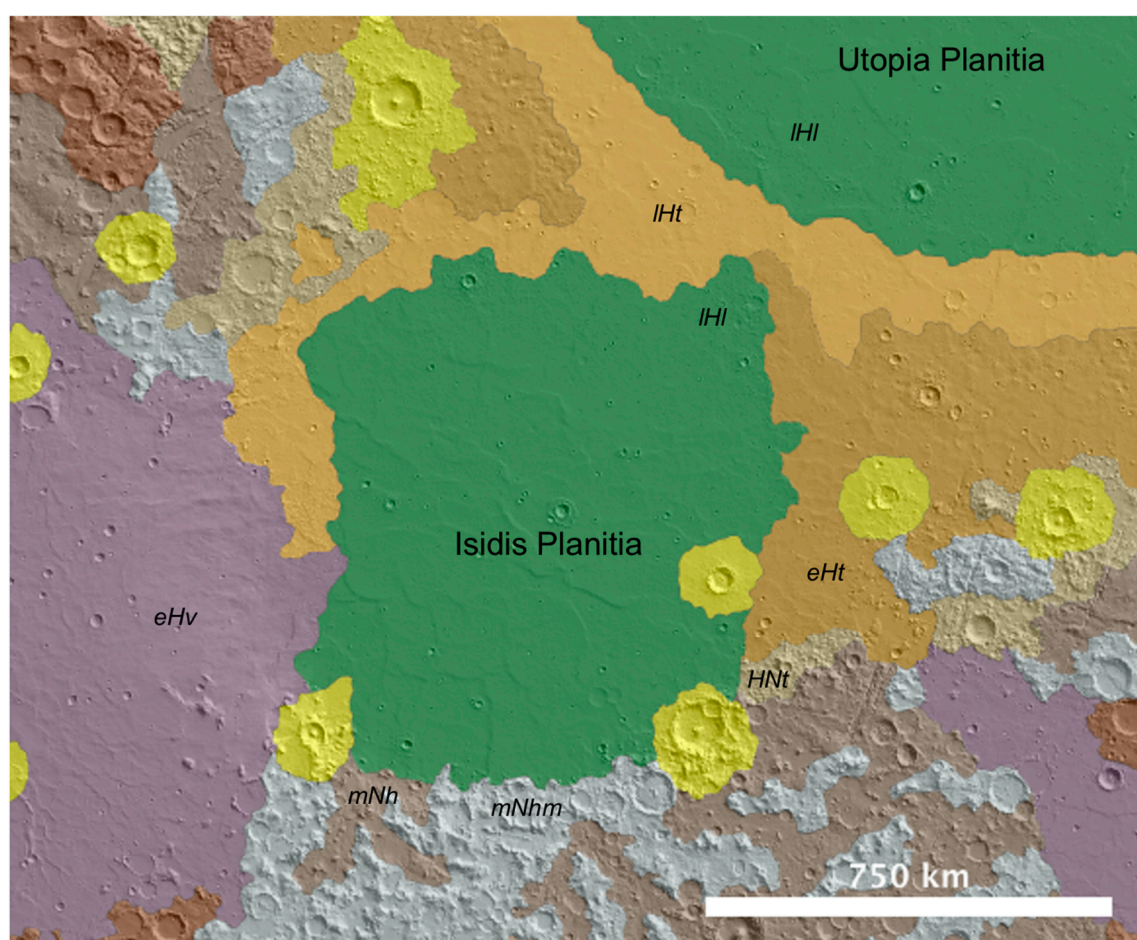 Utopia Planitia
lHl
lHt
lHl
Isidis Planitia
eHt
eHv
HNt
mNh
mNhm
750 km